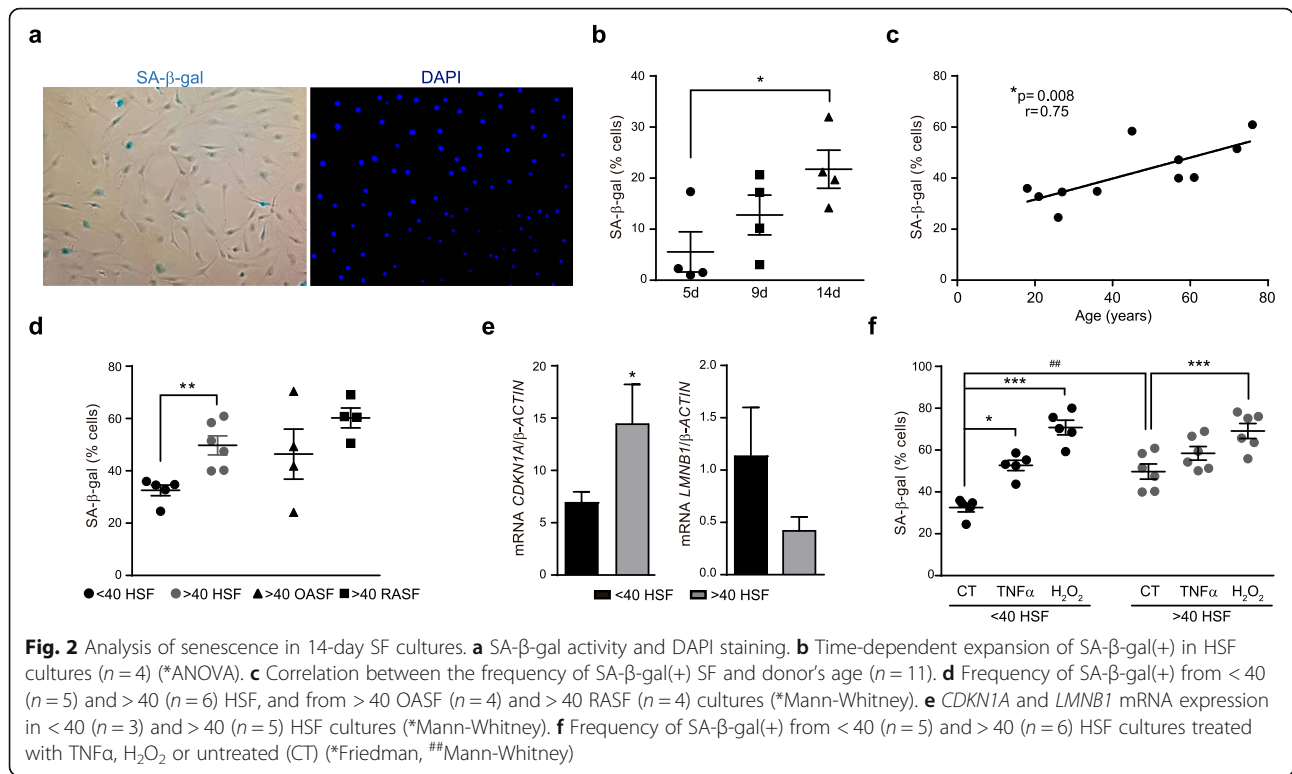 a
SA-β-gal
DAPI
b
SA-β-gal (% cells)
40
30
20
10
0
*
5d 9d 14d
c
SA-β-gal (% cells)
80
60
40
20
0
*p= 0.008
r=0.75
0 20 40 60 80
Age (years)
d
SA-β-gal (% cells)
80
60
40
20
0
**
<40 HSF >40 HSF >40 OASF >40 RASF
e
mRNA CDKN1A/β-ACTIN
20
15
10
5
0
*
mRNA LMNB1/β-ACTIN
2.0
1.5
1.0
0.5
0.0
<40 HSF >40 HSF
f
SA-β-gal (% cells)
100
80
60
40
20
0
##
***
***
*
CT TNFα H₂O₂ CT TNFα H₂O₂
<40 HSF >40 HSF
Fig. 2 Analysis of senescence in 14-day SF cultures. a SA-β-gal activity and DAPI staining. b Time-dependent expansion of SA-β-gal(+) in HSF
cultures (n = 4) (*ANOVA). c Correlation between the frequency of SA-β-gal(+) SF and donor's age (n = 11). d Frequency of SA-β-gal(+) from < 40
(n = 5) and > 40 (n = 6) HSF, and from > 40 OASF (n = 4) and > 40 RASF (n = 4) cultures (*Mann-Whitney). e CDKN1A and LMNB1 mRNA expression
in < 40 (n = 3) and > 40 (n = 5) HSF cultures (*Mann-Whitney). f Frequency of SA-β-gal(+) from < 40 (n = 5) and > 40 (n = 6) HSF cultures treated
with TNFα, H₂O₂ or untreated (CT) (*Friedman, ##Mann-Whitney)